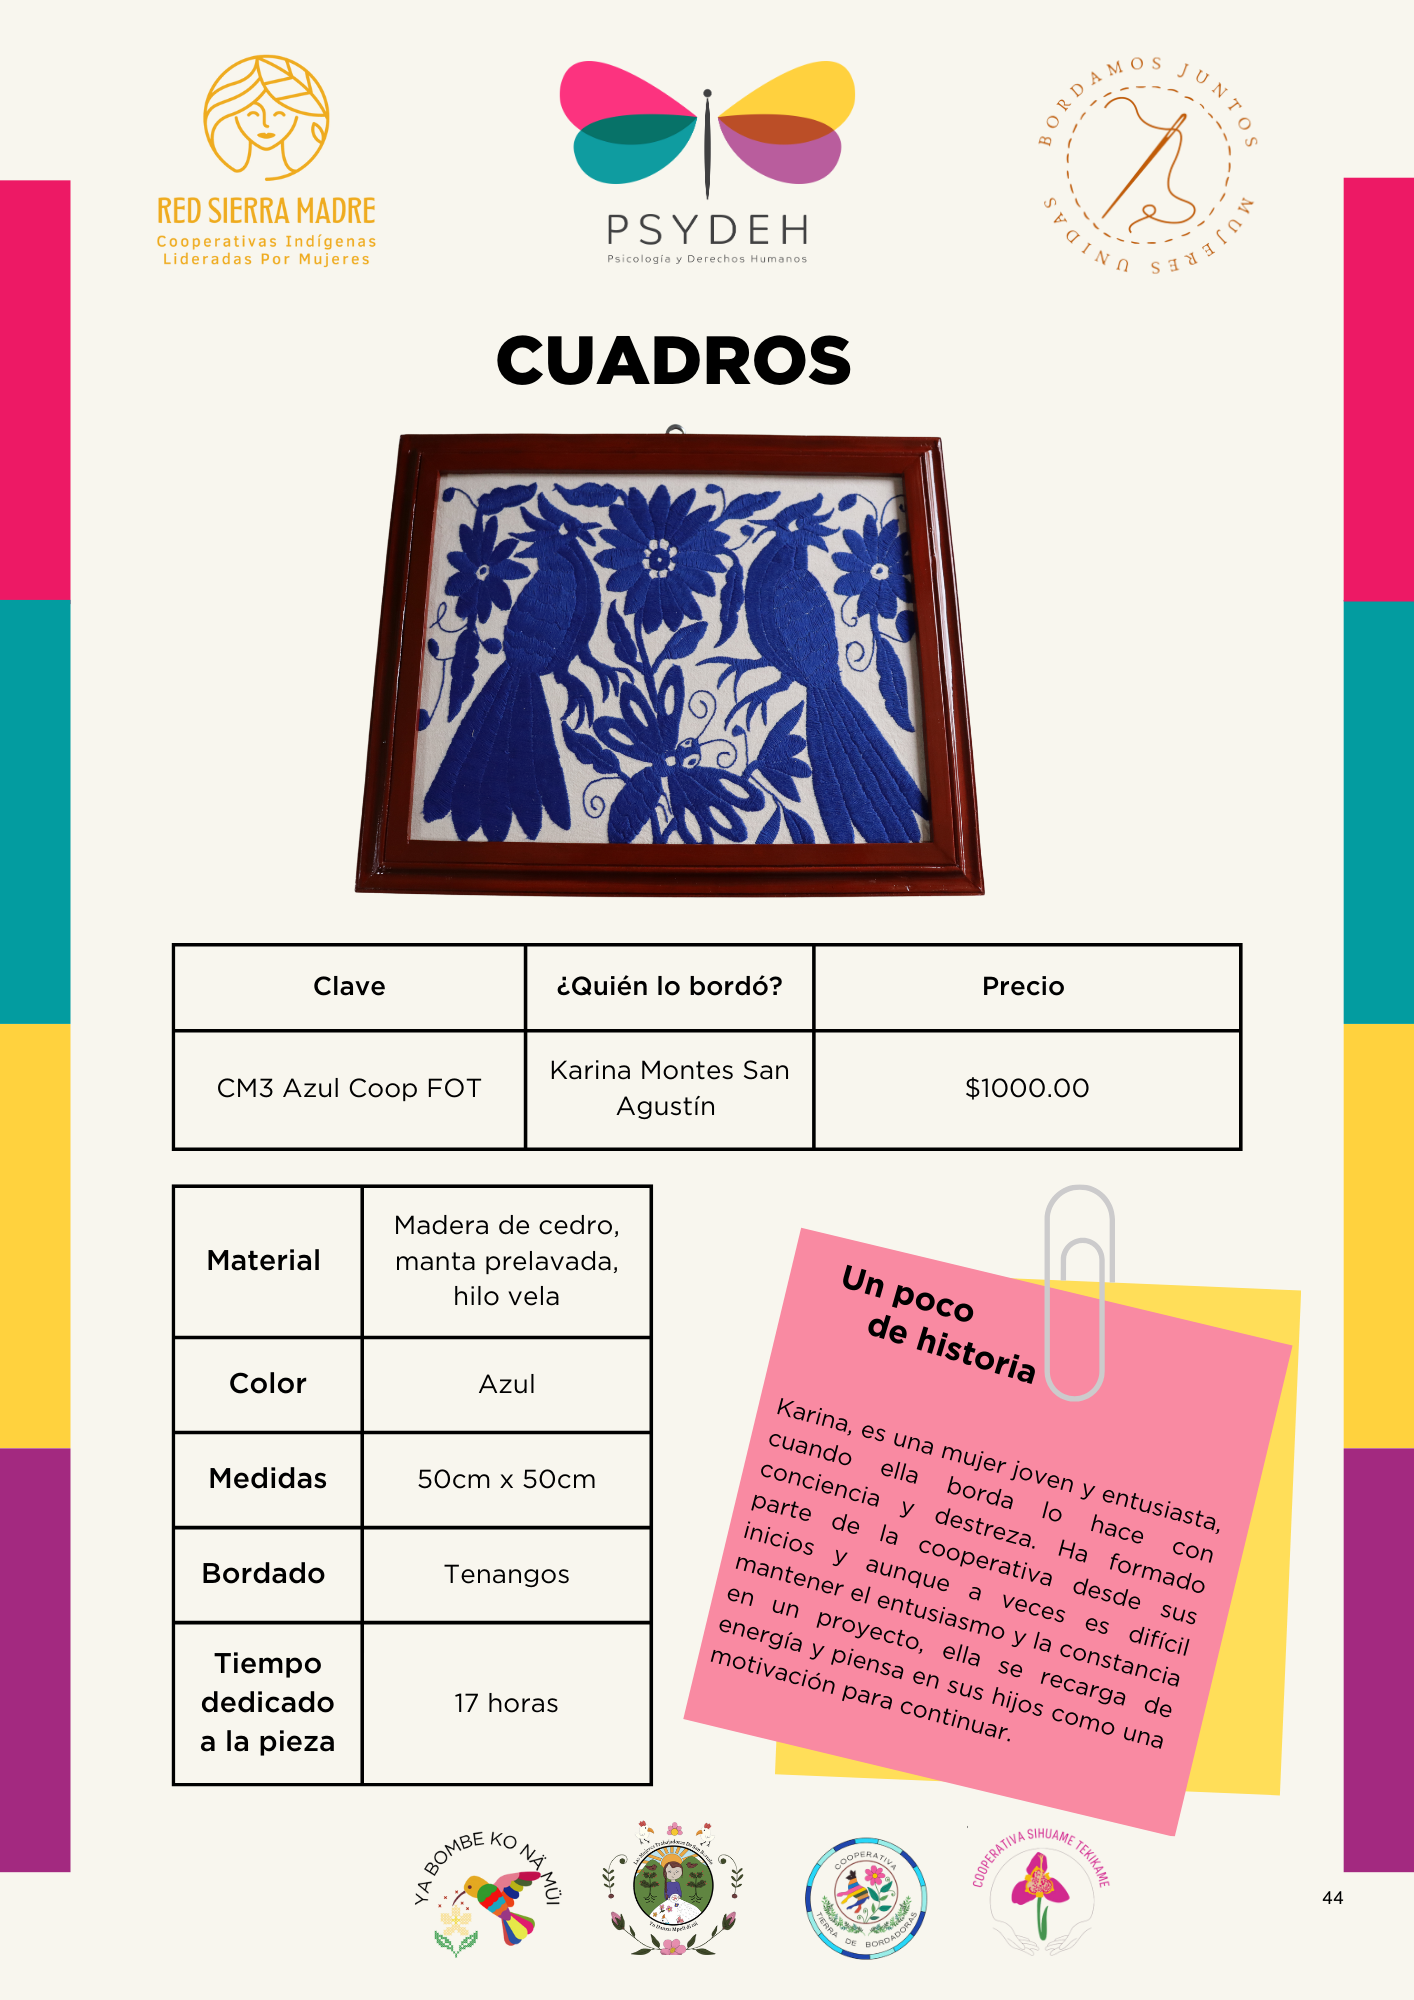 RED SIERRA MADRE
Cooperativas Indígenas
Lideradas Por Mujeres
PSYDEH
Psicología y Derechos Humanos
BORDAMOS JUNTOS
MUJERES UNIDAS
CUADROS
Clave
¿Quién lo bordó?
Precio
CM3 Azul Coop FOT
Karina Montes San
Agustín
$1000.00
Material
Madera de cedro,
manta prelavada,
hilo vela
Color
Azul
Medidas
50cm x 50cm
Bordado
Tenangos
Tiempo
dedicado
a la pieza
17 horas
Un poco
de historia
Karina, es una mujer joven y entusiasta,
cuando ella borda lo hace con
conciencia y destreza. Ha formado
parte de la cooperativa desde sus
inicios y aunque a veces es difícil
mantener el entusiasmo y la constancia
en un proyecto, ella se recarga de
energía y piensa en sus hijos como una
motivación para continuar.
YA BOMBE KO NÄ MÜI
COOPERATIVA
TIERRA DE BORDADORAS
COOPERATIVA SIHUAME TEKIKAME
44